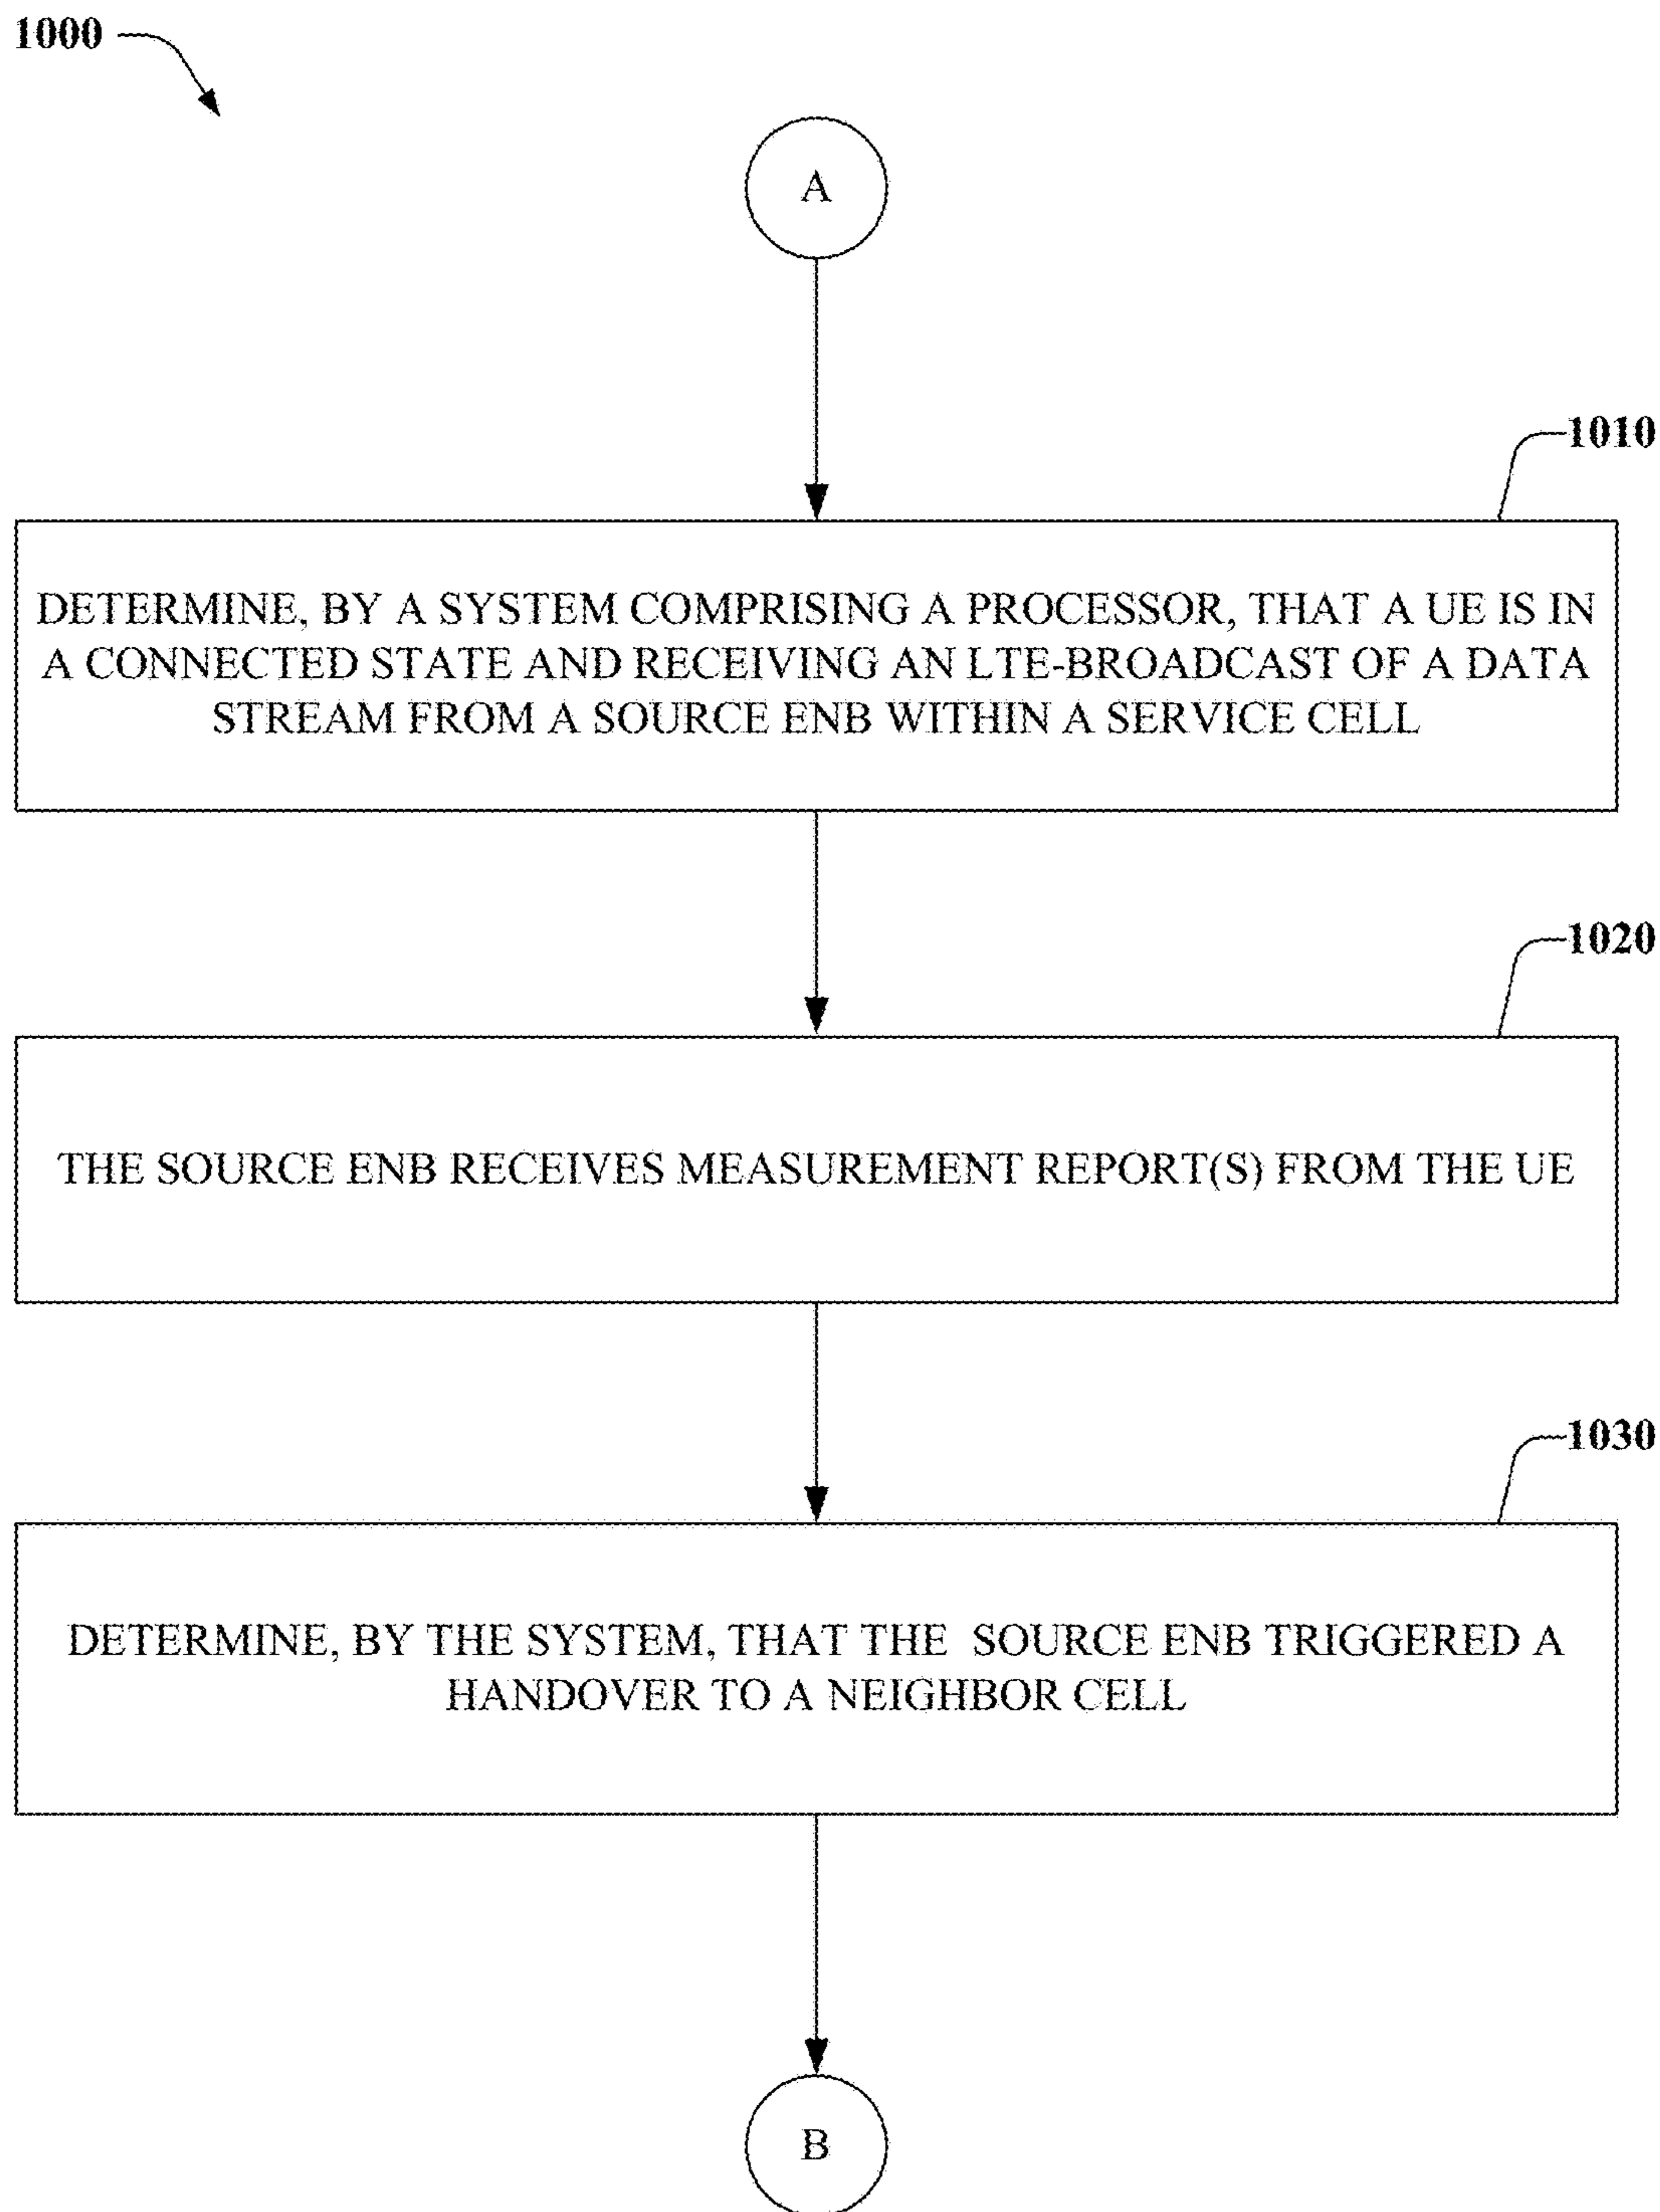 1000
A
1010
DETERMINE, BY A SYSTEM COMPRISING A PROCESSOR, THAT A UE IS IN
A CONNECTED STATE AND RECEIVING AN LTE-BROADCAST OF A DATA
STREAM FROM A SOURCE ENB WITHIN A SERVICE CELL
1020
THE SOURCE ENB RECEIVES MEASUREMENT REPORT(S) FROM THE UE
1030
DETERMINE, BY THE SYSTEM, THAT THE SOURCE ENB TRIGGERED A
HANDOVER TO A NEIGHBOR CELL
B